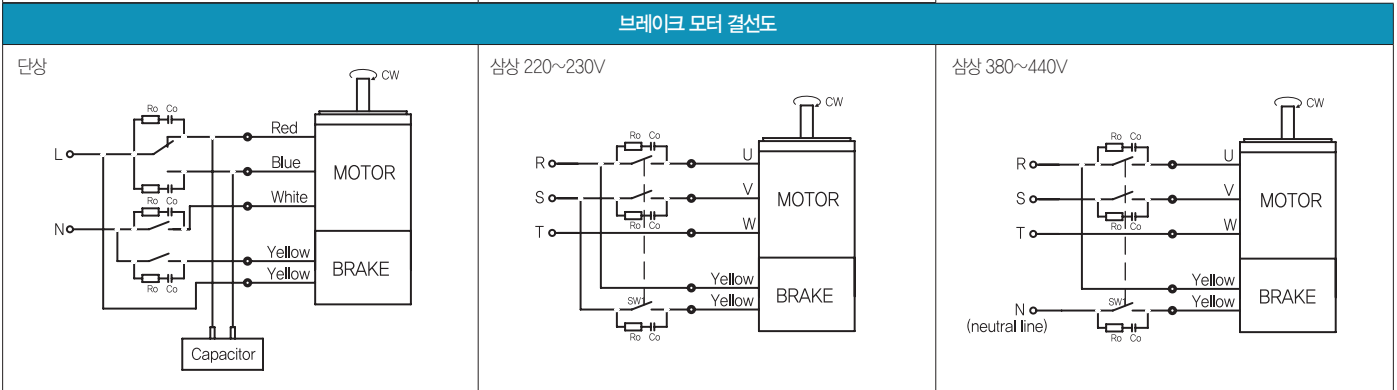 브레이크 모터 결선도
단상
CW
Ro Co
L
Red
Blue
MOTOR
Ro Co
White
Ro Co
N
Yellow
BRAKE
Yellow
Ro Co
Capacitor
삼상 220~230V
CW
Ro Co
R
U
S
V
MOTOR
Ro Co
T
W
Yellow
BRAKE
SW1
Yellow
Ro Co
삼상 380~440V
CW
Ro Co
R
U
S
V
MOTOR
Ro Co
T
W
Yellow
BRAKE
N
SW1
Yellow
(neutral line)
Ro Co